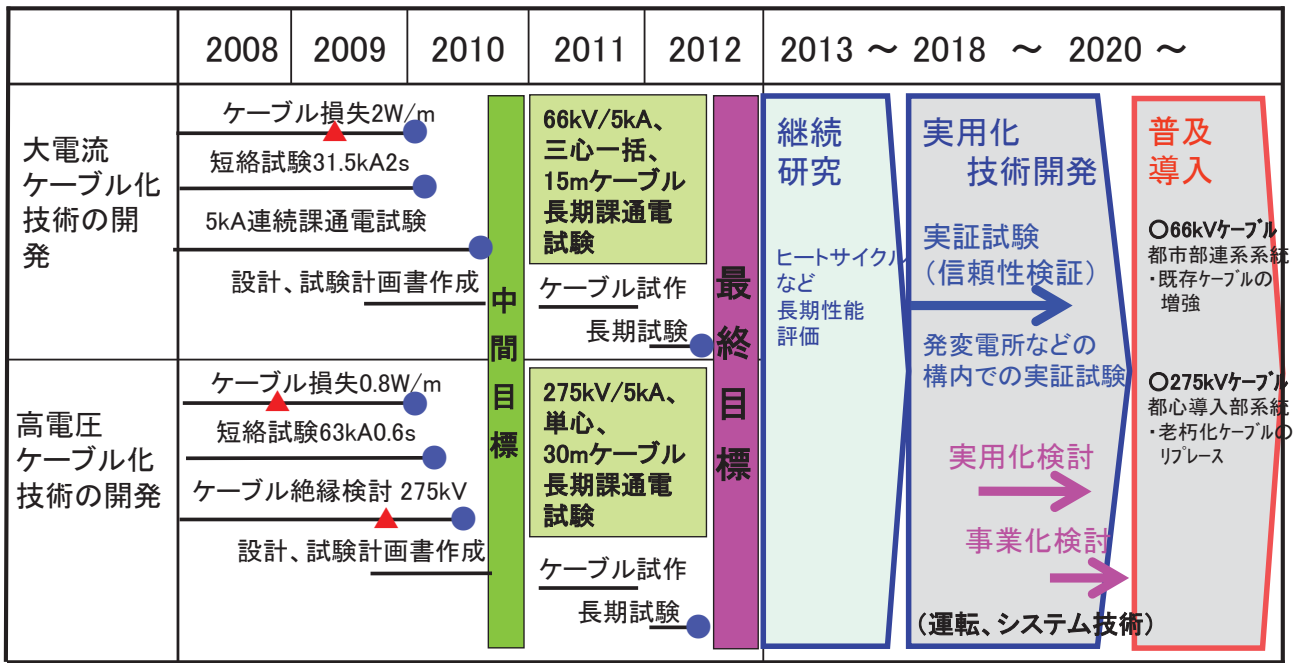 2008
2009
2010
2011
2012
2013 ～ 2018 ～ 2020 ～
大電流
ケーブル化
技術の開
発
ケーブル損失2W/m
短絡試験31.5kA2s
5kA連続課通電試験
設計、試験計画書作成
中間目標
66kV/5kA、
三心一括、
15mケーブル
長期課通電
試験
ケーブル試作
長期試験
最終目標
高電圧
ケーブル化
技術の開発
ケーブル損失0.8W/m
短絡試験63kA0.6s
ケーブル絶縁検討 275kV
設計、試験計画書作成
275kV/5kA、
単心、
30mケーブル
長期課通電
試験
ケーブル試作
長期試験
継続
研究
ヒートサイクル
など
長期性能
評価
実用化
技術開発
実証試験
（信頼性検証）
発変電所などの
構内での実証試験
実用化検討
事業化検討
（運転、システム技術）
普及
導入
○66kVｹｰﾌﾞﾙ
都市部連系系統
・既存ｹｰﾌﾞﾙの
増強
○275kVｹｰﾌﾞﾙ
都心導入部系統
・老朽化ｹｰﾌﾞﾙの
ﾘﾌﾟﾚｰｽ